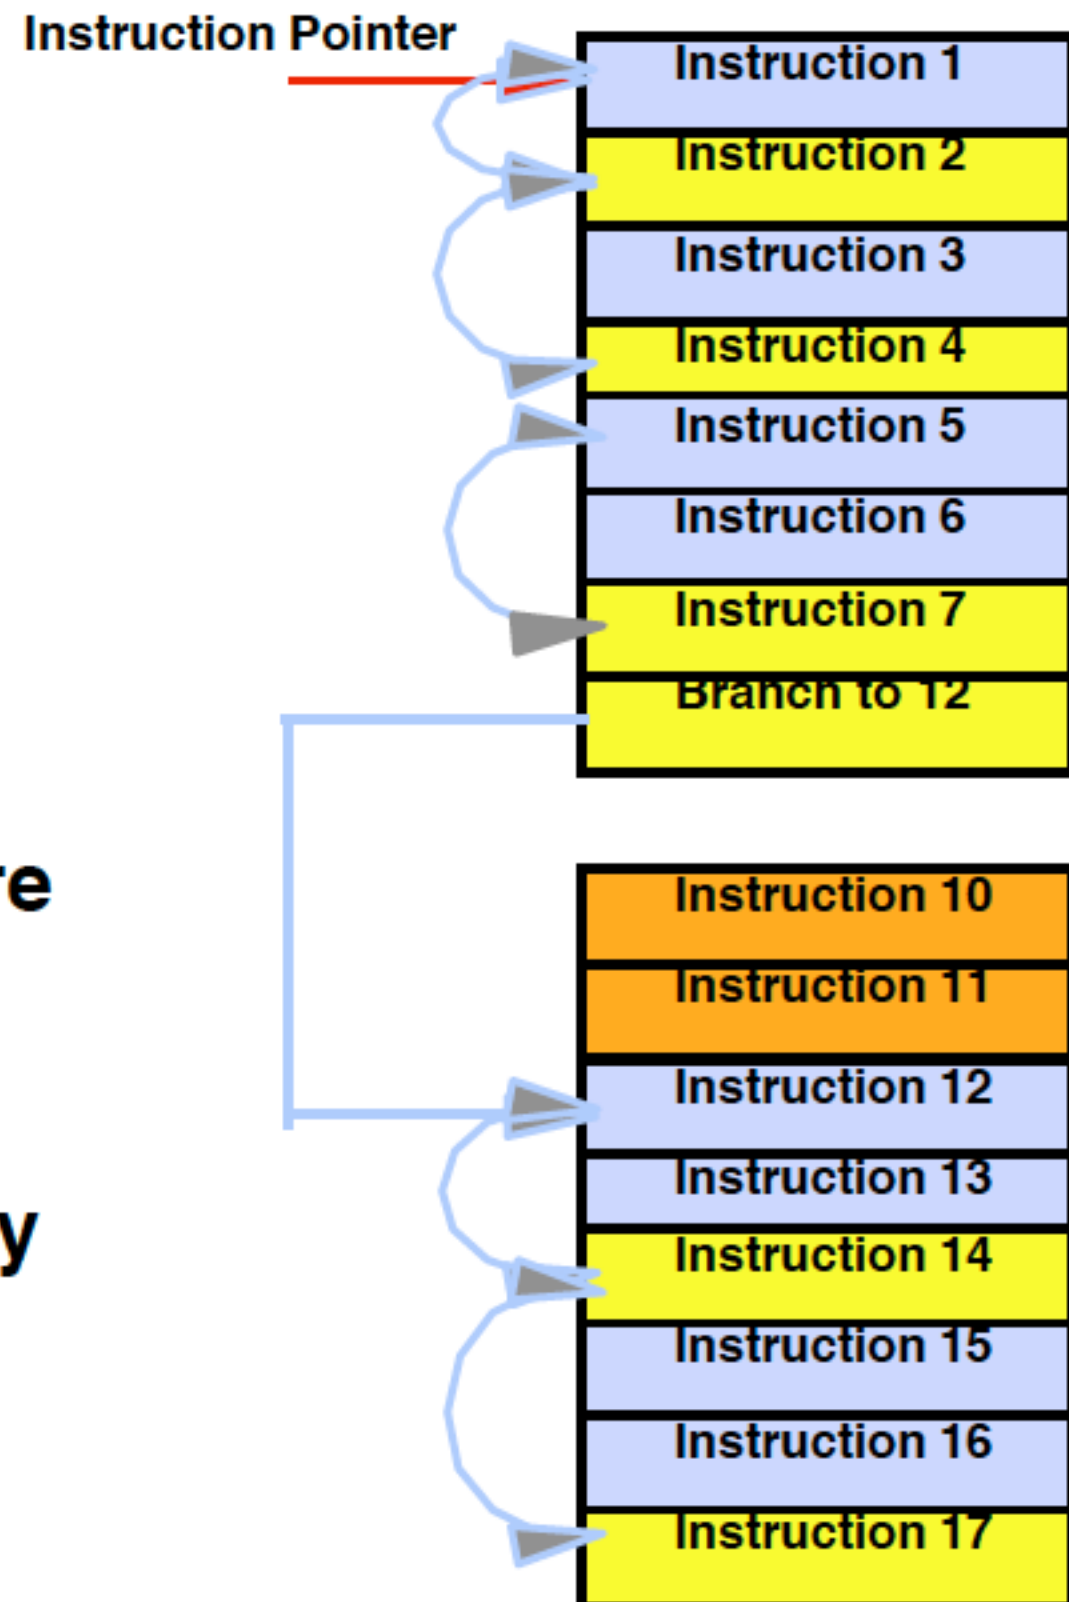 Instruction Pointer
Instruction 1
Instruction 2
Instruction 3
Instruction 4
Instruction 5
Instruction 6
Instruction 7
Branch to 12
re
Instruction 10
Instruction 11
Instruction 12
Instruction 13
y
Instruction 14
Instruction 15
Instruction 16
Instruction 17